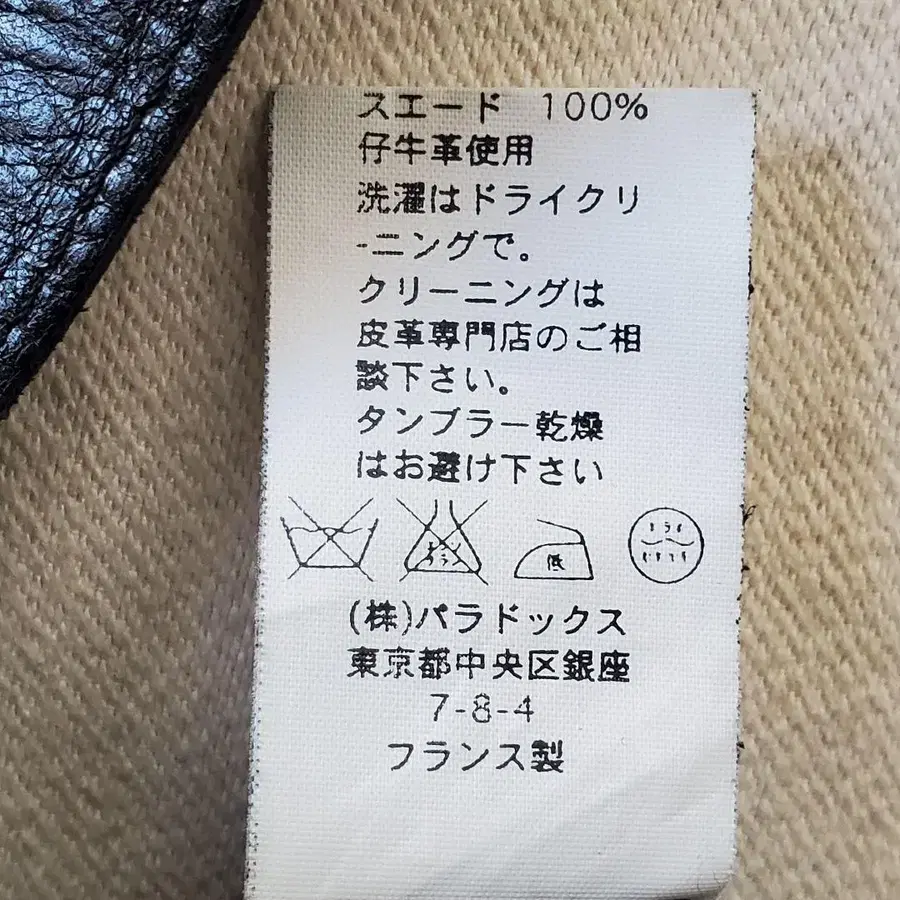 スエード 100%
仔牛革使用
洗濯はドライクリ
-ニングで。
クリーニングは
皮革専門店のご相
談下さい。
タンブラー乾燥
はお避け下さい
低
(株)パラドックス
東京都中央区銀座
7-8-4
フランス製